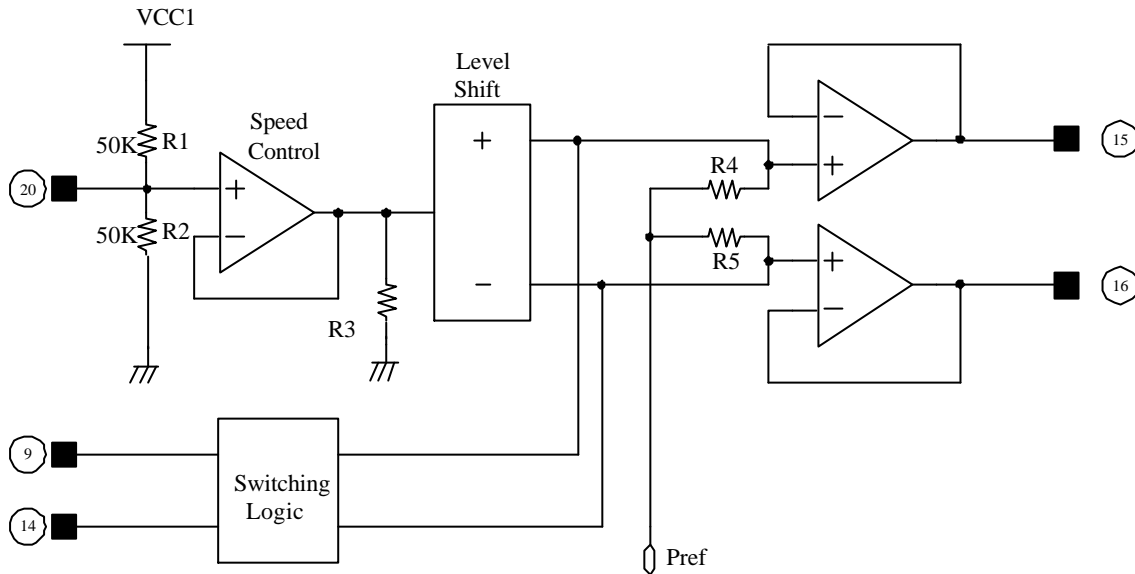 VCC1
Level
Shift
Speed
Control
50K
R1
+
−
15
R4
+
20
+
50K
R2
−
R5
+
−
R3
−
16
9
Switching
Logic
14
Pref